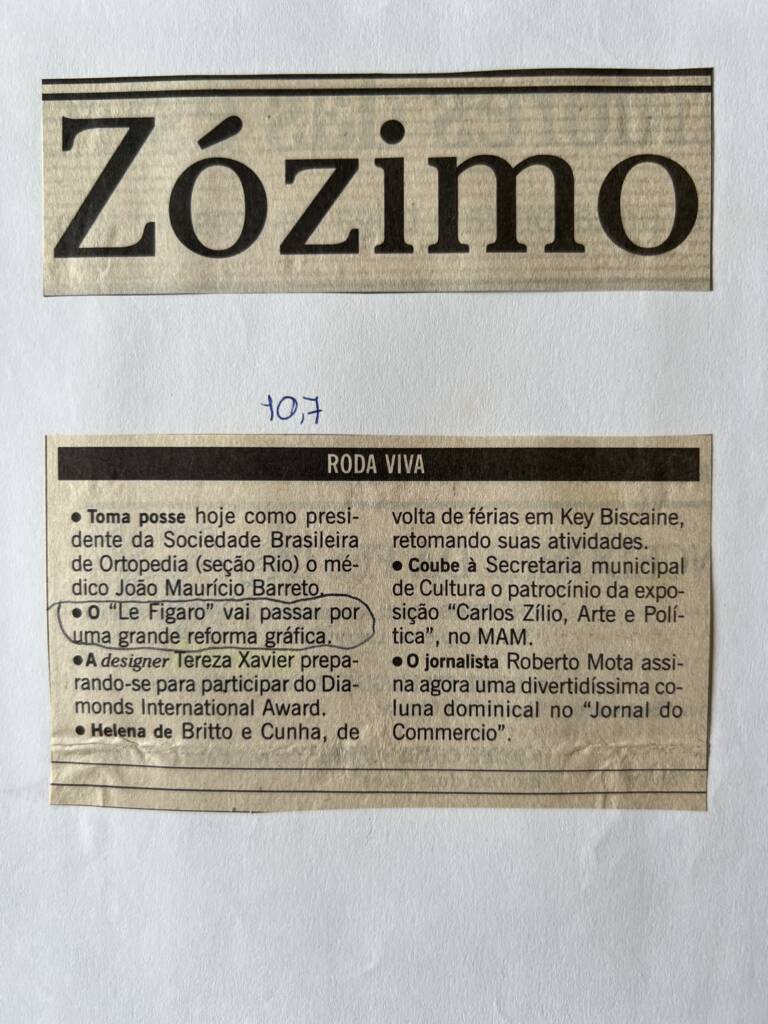 Zózimo
10,7
RODA VIVA
• Toma posse hoje como presi-
dente da Sociedade Brasileira
de Ortopedia (seção Rio) o mé-
dico João Maurício Barreto.
• O "Le Figaro" vai passar por
uma grande reforma gráfica.
• A designer Tereza Xavier prepa-
rando-se para participar do Dia-
monds International Award.
• Helena de Britto e Cunha, de
volta de férias em Key Biscaine,
retomando suas atividades.
• Coube à Secretaria municipal
de Cultura o patrocínio da expo-
sição "Carlos Zílio, Arte e Polí-
tica", no MAM.
• O jornalista Roberto Mota assi-
na agora uma divertidíssima co-
luna dominical no "Jornal do
Commercio".